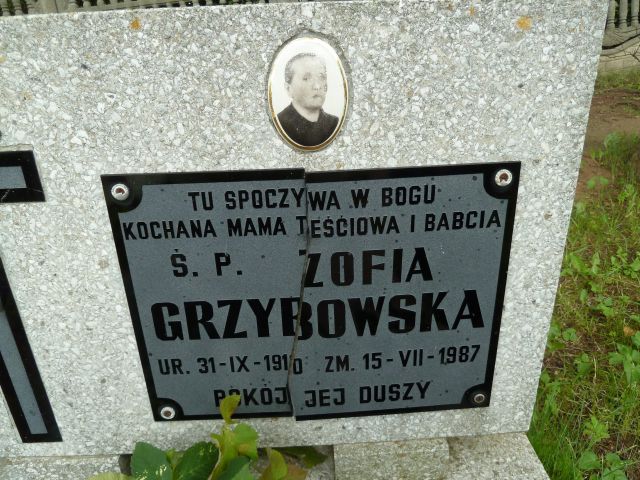 TU SPOCZYWA W BOGU
KOCHANA MAMA TEŚCIOWA I BABCIA
Ś. P. ZOFIA
GRZYBOWSKA
UR. 31-IX-1910 ZM. 15-VII-1987
POKÓJ JEJ DUSZY